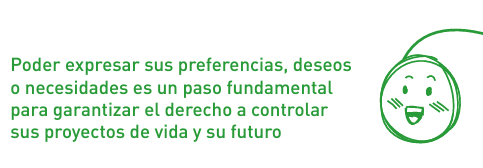 Poder expresar sus preferencias, deseos
o necesidades es un paso fundamental
para garantizar el derecho a controlar
sus proyectos de vida y su futuro